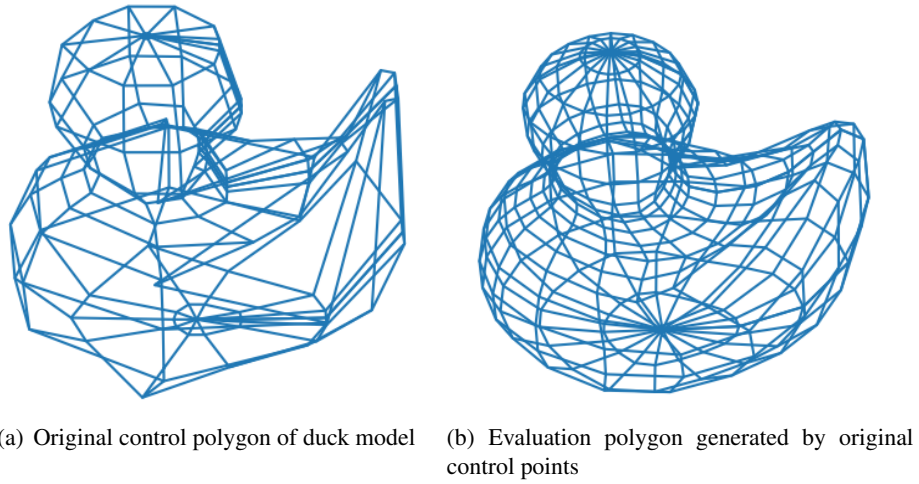 (a) Original control polygon of duck model
(b) Evaluation polygon generated by original
control points